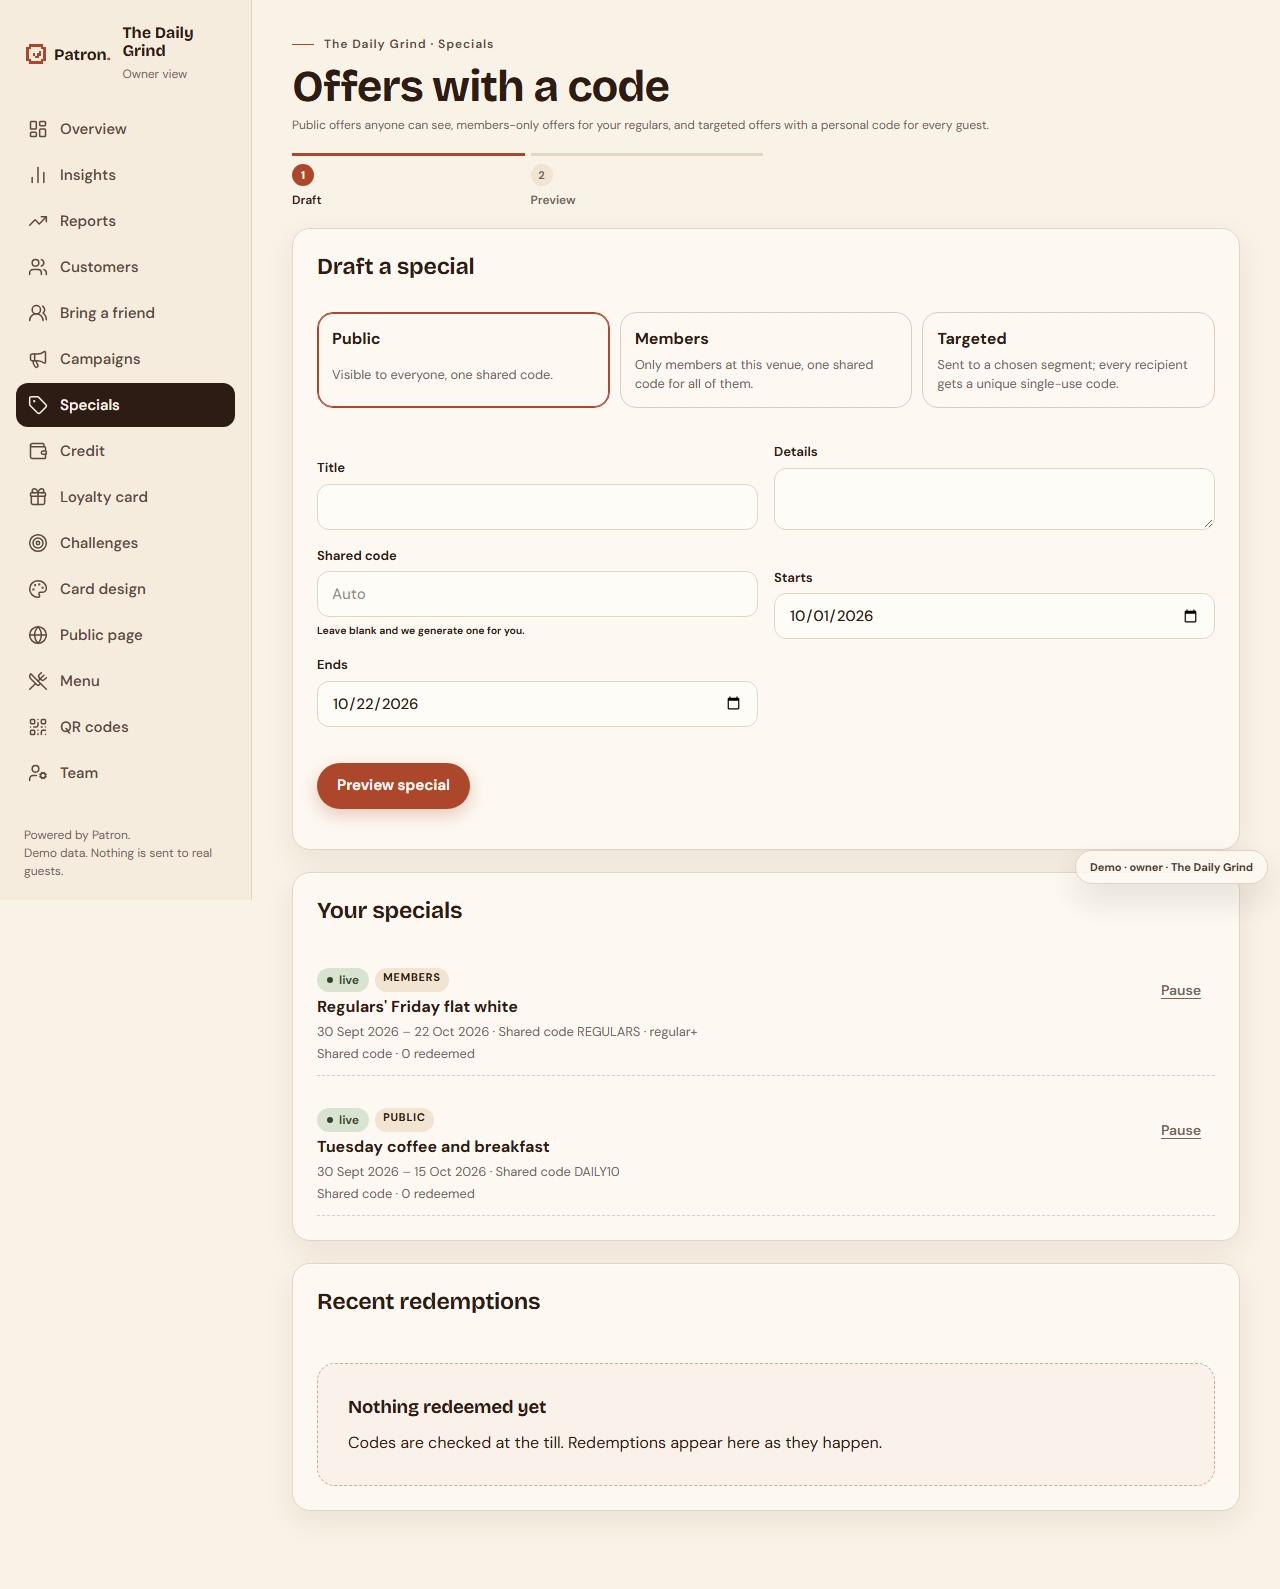 Patron.
The Daily
Grind
Owner view
Overview
Insights
Reports
Customers
Bring a friend
Campaigns
Specials
Credit
Loyalty card
Challenges
Card design
Public page
Menu
QR codes
Team
Powered by Patron.
Demo data. Nothing is sent to real
guests.
The Daily Grind · Specials
Offers with a code
Public offers anyone can see, members-only offers for your regulars, and targeted offers with a personal code for every guest.
1
Draft
2
Preview
Draft a special
Public
Visible to everyone, one shared code.
Members
Only members at this venue, one shared
code for all of them.
Targeted
Sent to a chosen segment; every recipient
gets a unique single-use code.
Title
Details
Shared code
Auto
Leave blank and we generate one for you.
Starts
10/01/2026
Ends
10/22/2026
Preview special
Demo · owner · The Daily Grind
Your specials
live
MEMBERS
Regulars' Friday flat white
30 Sept 2026 – 22 Oct 2026 · Shared code REGULARS · regular+
Shared code · 0 redeemed
Pause
live
PUBLIC
Tuesday coffee and breakfast
30 Sept 2026 – 15 Oct 2026 · Shared code DAILY10
Shared code · 0 redeemed
Pause
Recent redemptions
Nothing redeemed yet
Codes are checked at the till. Redemptions appear here as they happen.